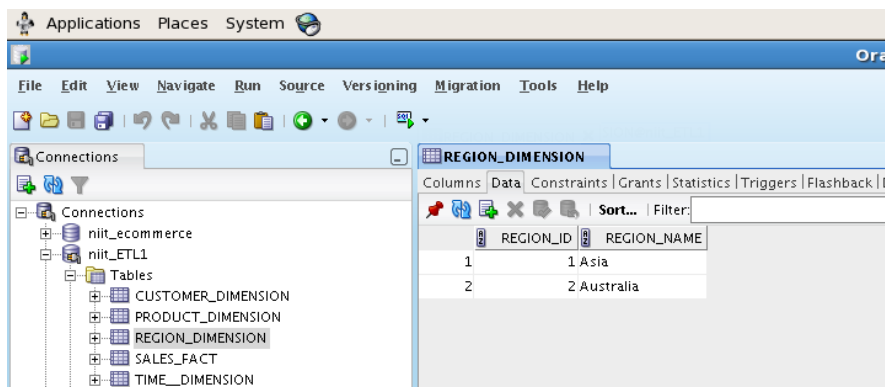 Applications Places System
Ora
File Edit View Navigate Run Source Versioning Migration Tools Help
Connections
REGION_DIMENSION
Columns Data Constraints | Grants | Statistics | Triggers | Flashback |
Sort... Filter:
REGION_ID REGION_NAME
1 1 Asia
2 2 Australia
Connections
niit_ecommerce
niit_ETL1
Tables
CUSTOMER_DIMENSION
PRODUCT_DIMENSION
REGION_DIMENSION
SALES_FACT
TIME__DIMENSION